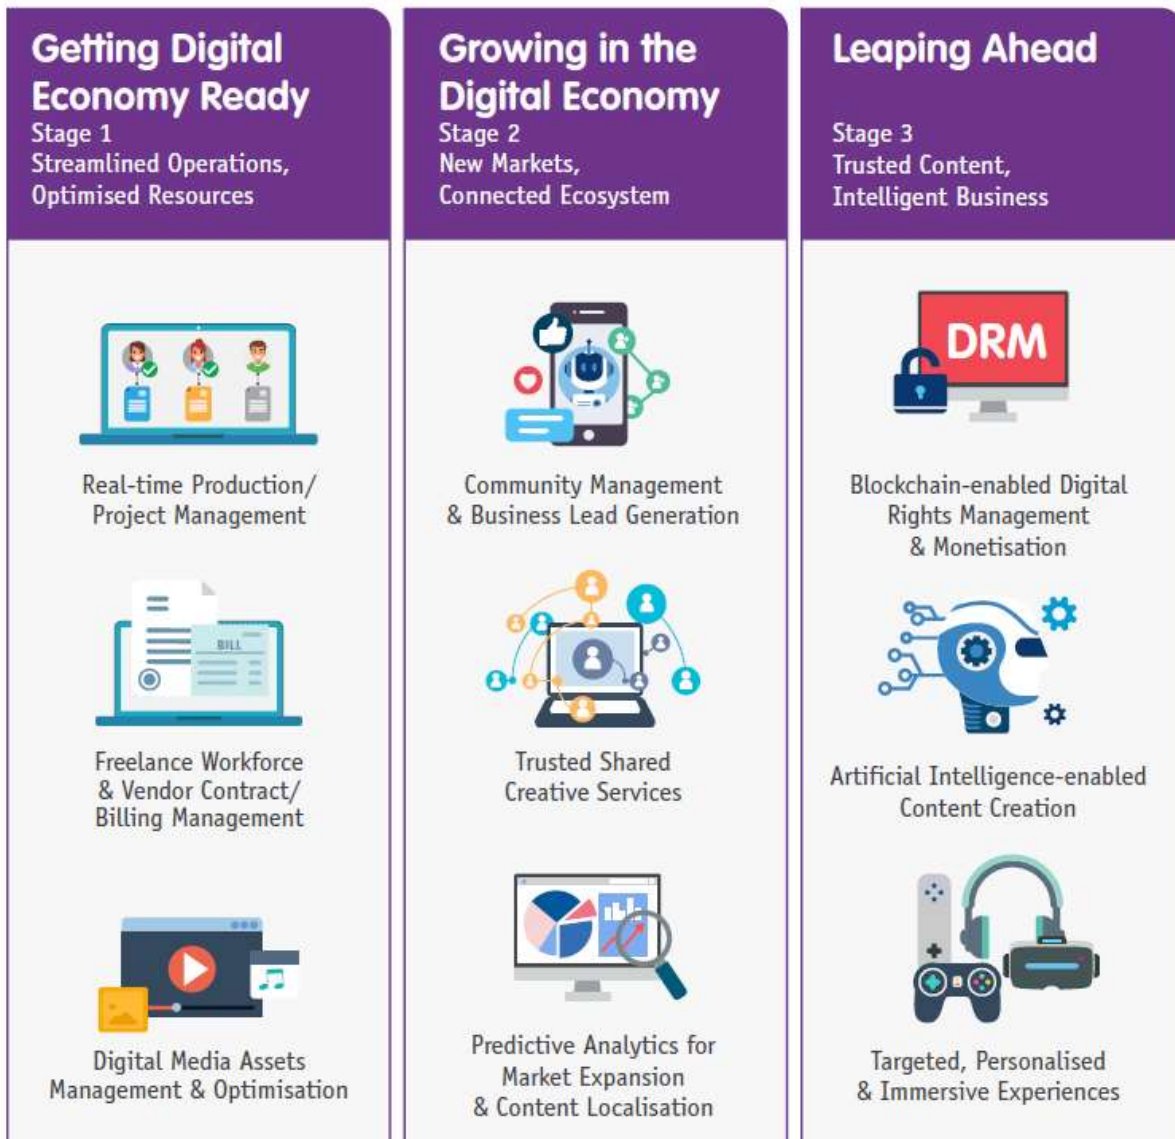 Getting Digital
Economy Ready
Stage 1
Streamlined Operations,
Optimised Resources
Real-time Production/
Project Management
BILL
Freelance Workforce
& Vendor Contract/
Billing Management
Digital Media Assets
Management & Optimisation
Growing in the
Digital Economy
Stage 2
New Markets,
Connected Ecosystem
Community Management
& Business Lead Generation
Trusted Shared
Creative Services
Predictive Analytics for
Market Expansion
& Content Localisation
Leaping Ahead
Stage 3
Trusted Content,
Intelligent Business
DRM
Blockchain-enabled Digital
Rights Management
& Monetisation
Artificial Intelligence-enabled
Content Creation
Targeted, Personalised
& Immersive Experiences